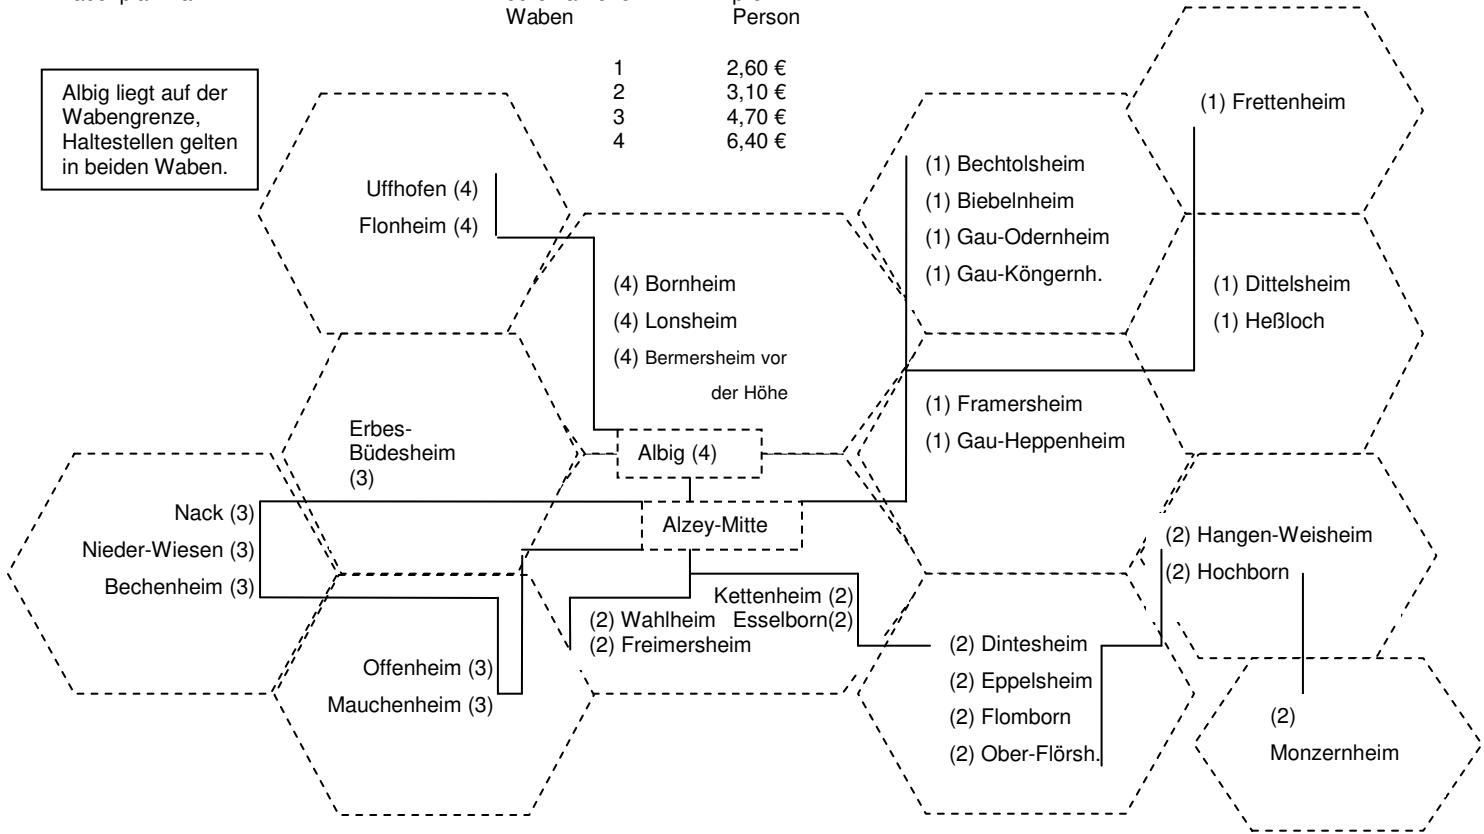 Waben
Person
1 2,60 €
2 3,10 €
3 4,70 €
4 6,40 €
Albig liegt auf der
Wabengrenze,
Haltestellen gelten
in beiden Waben.
(1) Frettenheim
Uffhofen (4)
Flonheim (4)
(1) Bechtolsheim
(1) Biebelnheim
(1) Gau-Odernheim
(1) Gau-Köngernh.
(4) Bornheim
(4) Lonsheim
(4) Bermersheim vor
der Höhe
(1) Dittelsheim
(1) Heßloch
(1) Framersheim
(1) Gau-Heppenheim
Erbes-
Büdesheim
(3)
Albig (4)
Alzey-Mitte
Nack (3)
Nieder-Wiesen (3)
Bechenheim (3)
(2) Hangen-Weisheim
(2) Hochborn
Kettenheim (2)
(2) Wahlheim Esselborn(2)
(2) Freimersheim
Offenheim (3)
Mauchenheim (3)
(2) Dintesheim
(2) Eppelsheim
(2) Flomborn
(2) Ober-Flörsh.
(2)
Monzernheim